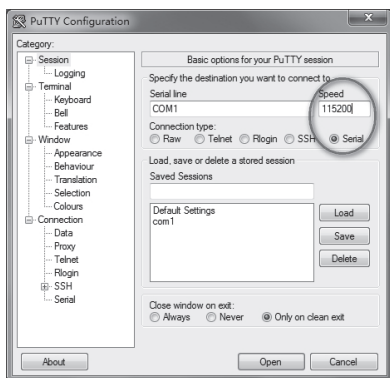 PuTTY Configuration
Category:
Session
Logging
Terminal
Keyboard
Bell
Features
Window
Appearance
Behaviour
Translation
Selection
Colours
Connection
Data
Proxy
Telnet
Rlogin
SSH
Serial
Basic options for your PuTTY session
Specify the destination you want to connect to
Serial line Speed
COM1 115200
Connection type:
Raw Telnet Rlogin SSH Serial
Load, save or delete a stored session
Saved Sessions
Default Settings
com1
Load
Save
Delete
Close window on exit:
Always Never Only on clean exit
About Open Cancel